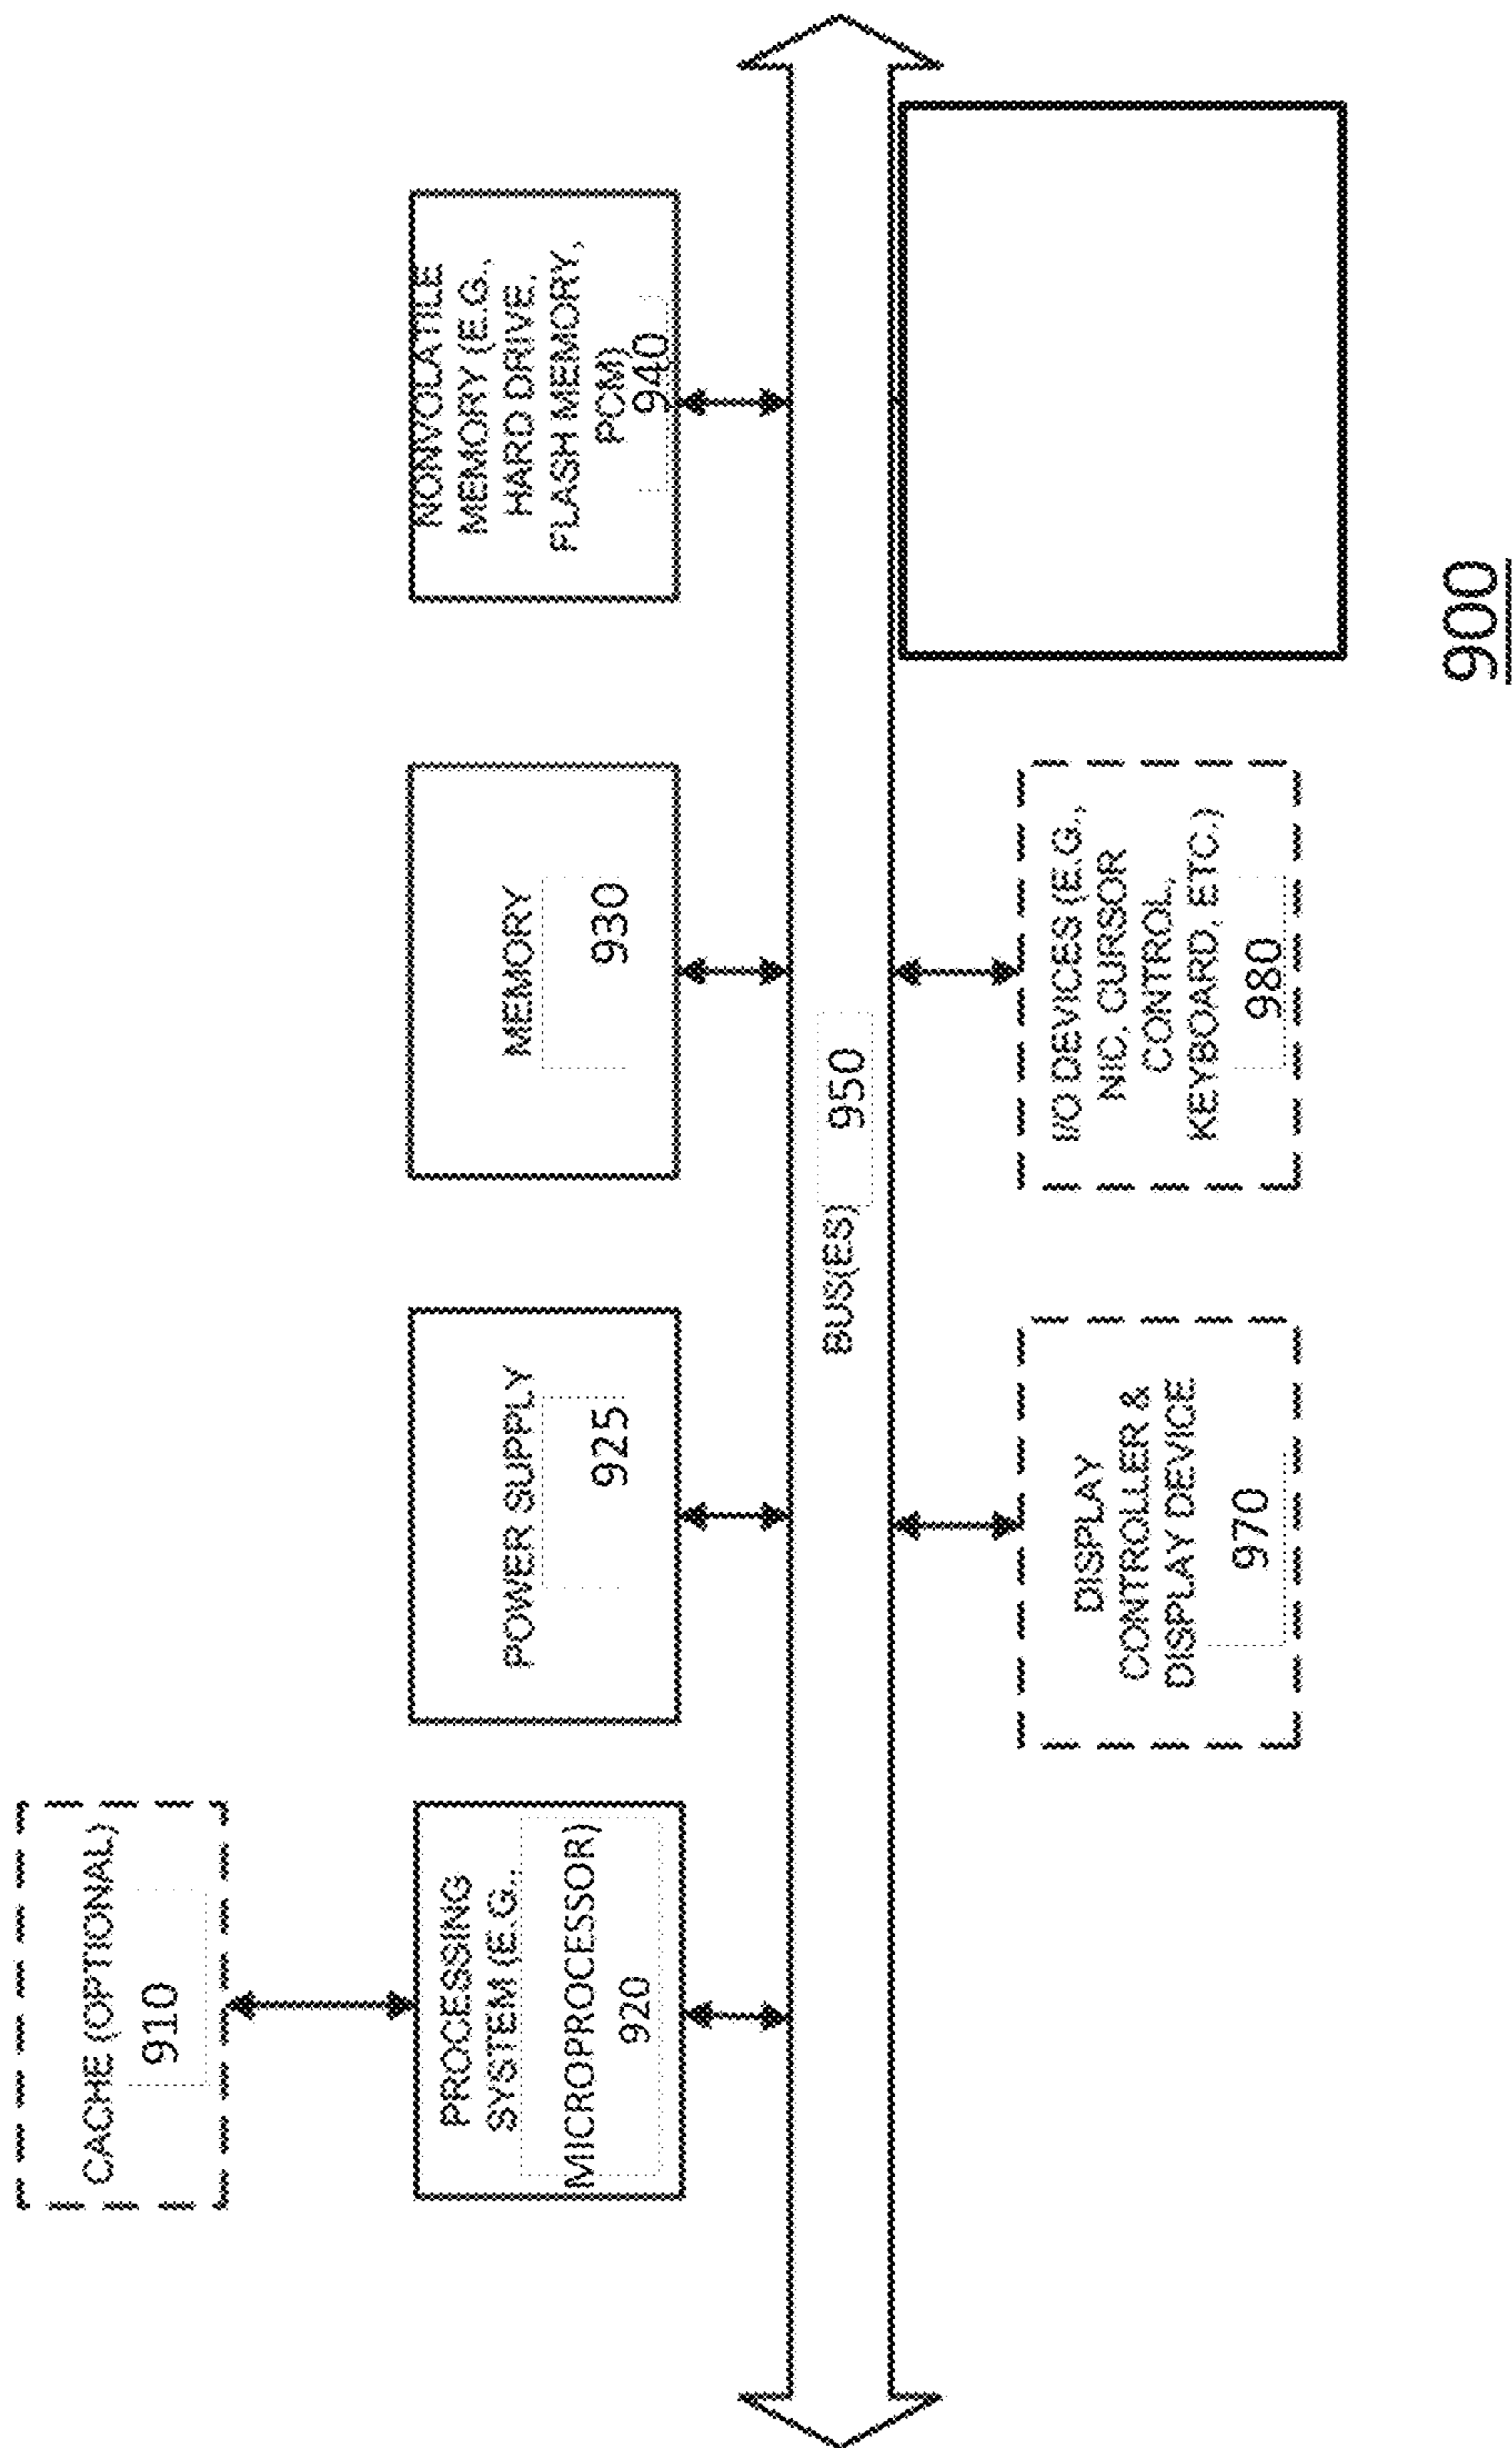 CACHE (OPTIONAL)
910
PROCESSING
SYSTEM (E.G.,
MICROPROCESSOR)
920
POWER SUPPLY
925
MEMORY
930
NONVOLATILE
MEMORY (E.G.,
HARD DRIVE,
FLASH MEMORY,
PCM)
940
BUS(ES) 950
DISPLAY
CONTROLLER &
DISPLAY DEVICE
970
I/O DEVICES (E.G.,
NIC, CURSOR
CONTROL,
KEYBOARD, ETC.)
980
900